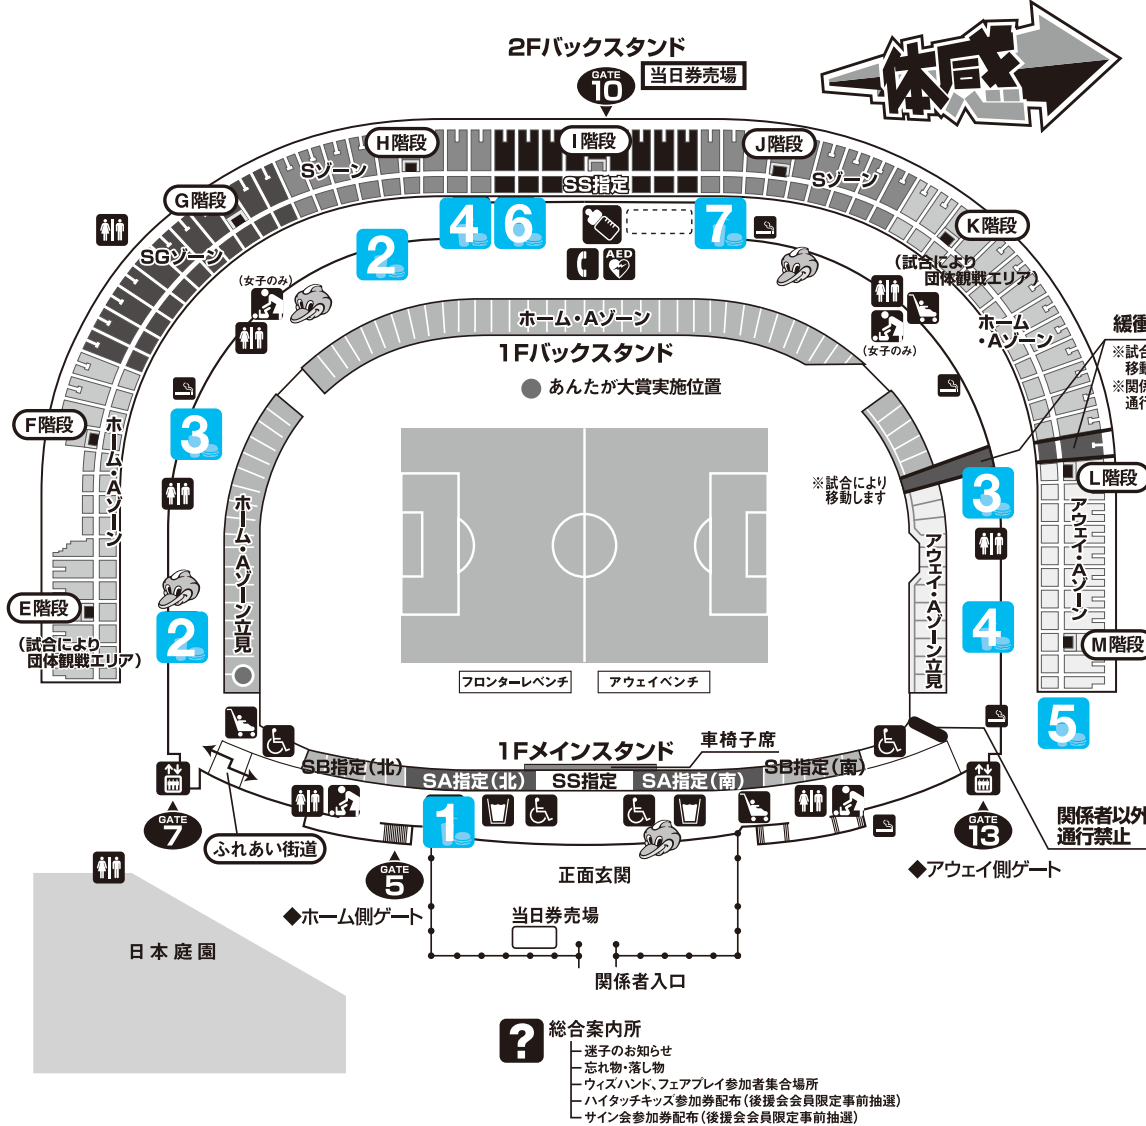 2Fバックスタンド
GATE
10
当日券売場
体感
H階段
I階段
J階段
Sゾーン
SS指定
Sゾーン
G階段
K階段
SGゾーン
4
6
7
2
AED
(女子のみ)
(試合により
団体観戦エリア)
ホーム・Aゾーン
ホーム
・Aゾーン
(女子のみ)
1Fバックスタンド
あんたが大賞実施位置
緩衝
※試合
移動
※関係
通行
F階段
3
ホーム・Aゾーン
ホーム・Aゾーン立見
※試合により
移動します
3
L階段
アウェイ・Aゾーン
アウェイ・Aゾーン立見
E階段
2
4
M階段
(試合により
団体観戦エリア)
フロンターレベンチ
アウェイベンチ
5
1Fメインスタンド
車椅子席
SB指定(北)
SA指定(北)
SS指定
SA指定(南)
SB指定(南)
1
GATE
7
GATE
13
関係者以外
通行禁止
ふれあい街道
GATE
5
正面玄関
◆アウェイ側ゲート
◆ホーム側ゲート
当日券売場
日本庭園
関係者入口
?
総合案内所
迷子のお知らせ
忘れ物・落し物
ウィズハンド、フェアプレイ参加者集合場所
ハイタッチキッズ参加券配布(後援会会員限定事前抽選)
サイン会参加券配布(後援会会員限定事前抽選)